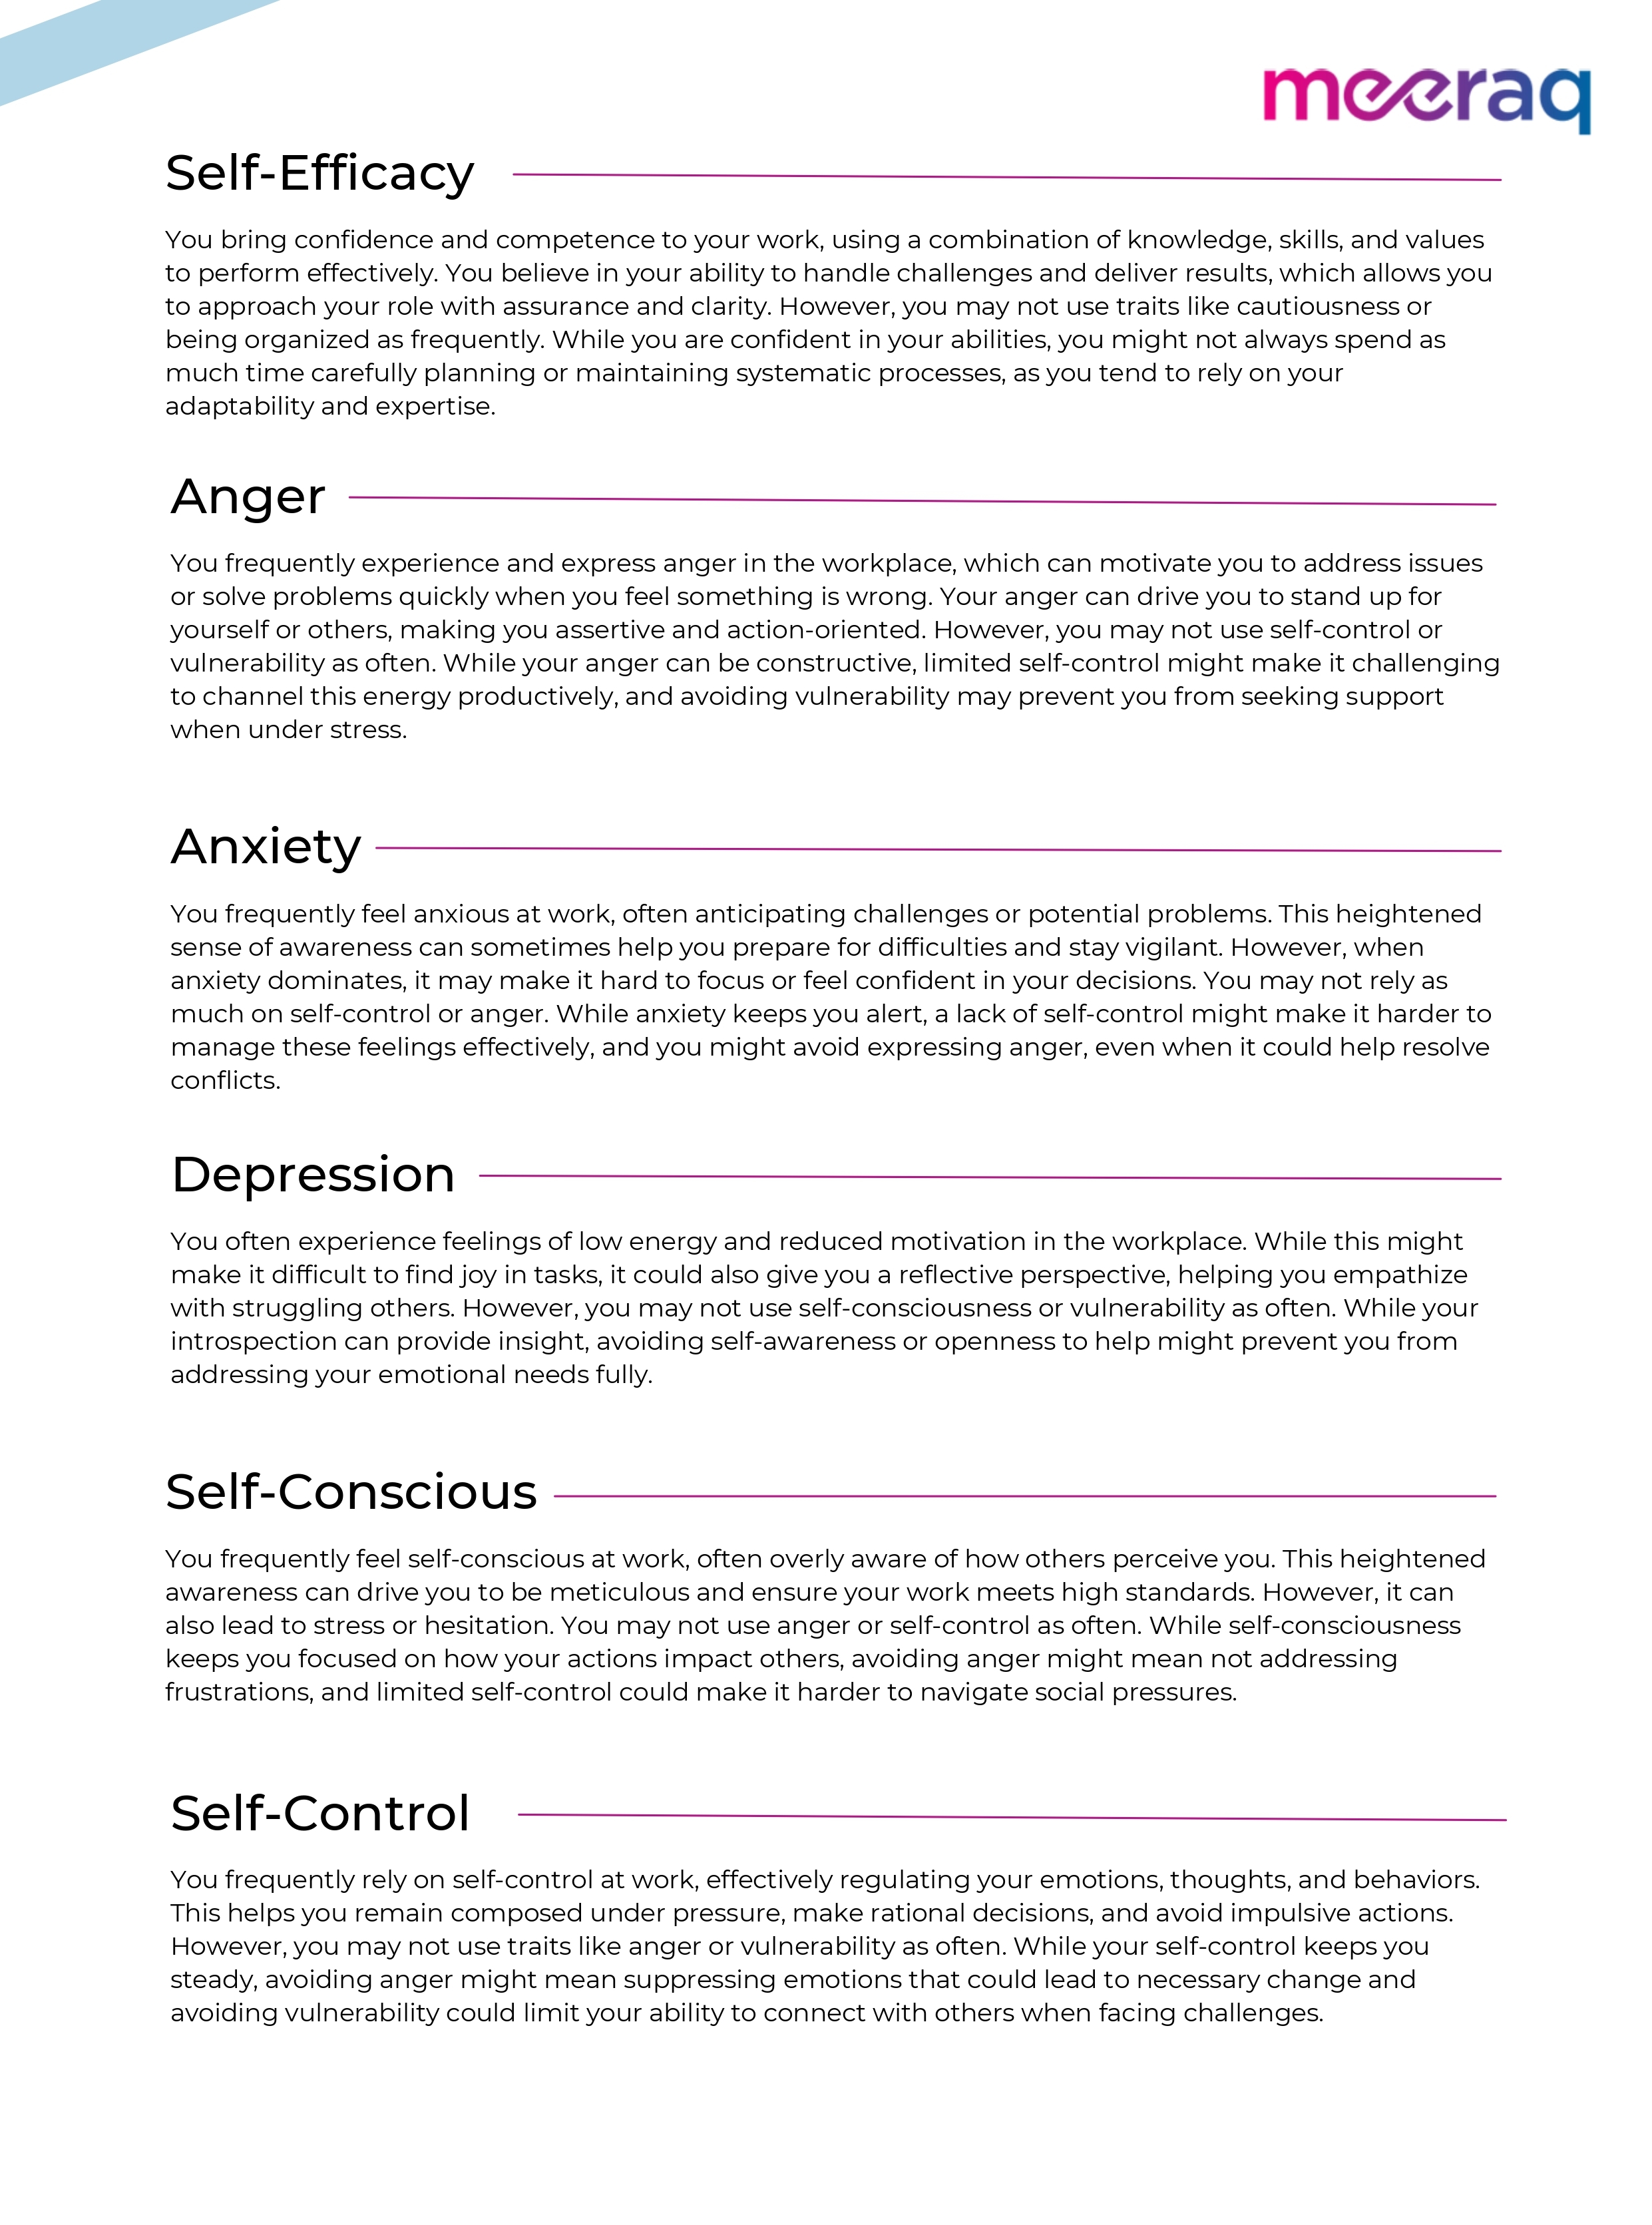 meeraq
Self-Efficacy
You bring confidence and competence to your work, using a combination of knowledge, skills, and values
to perform effectively. You believe in your ability to handle challenges and deliver results, which allows you
to approach your role with assurance and clarity. However, you may not use traits like cautiousness or
being organized as frequently. While you are confident in your abilities, you might not always spend as
much time carefully planning or maintaining systematic processes, as you tend to rely on your
adaptability and expertise.
Anger
You frequently experience and express anger in the workplace, which can motivate you to address issues
or solve problems quickly when you feel something is wrong. Your anger can drive you to stand up for
yourself or others, making you assertive and action-oriented. However, you may not use self-control or
vulnerability as often. While your anger can be constructive, limited self-control might make it challenging
to channel this energy productively, and avoiding vulnerability may prevent you from seeking support
when under stress.
Anxiety
You frequently feel anxious at work, often anticipating challenges or potential problems. This heightened
sense of awareness can sometimes help you prepare for difficulties and stay vigilant. However, when
anxiety dominates, it may make it hard to focus or feel confident in your decisions. You may not rely as
much on self-control or anger. While anxiety keeps you alert, a lack of self-control might make it harder to
manage these feelings effectively, and you might avoid expressing anger, even when it could help resolve
conflicts.
Depression
You often experience feelings of low energy and reduced motivation in the workplace. While this might
make it difficult to find joy in tasks, it could also give you a reflective perspective, helping you empathize
with struggling others. However, you may not use self-consciousness or vulnerability as often. While your
introspection can provide insight, avoiding self-awareness or openness to help might prevent you from
addressing your emotional needs fully.
Self-Conscious
You frequently feel self-conscious at work, often overly aware of how others perceive you. This heightened
awareness can drive you to be meticulous and ensure your work meets high standards. However, it can
also lead to stress or hesitation. You may not use anger or self-control as often. While self-consciousness
keeps you focused on how your actions impact others, avoiding anger might mean not addressing
frustrations, and limited self-control could make it harder to navigate social pressures.
Self-Control
You frequently rely on self-control at work, effectively regulating your emotions, thoughts, and behaviors.
This helps you remain composed under pressure, make rational decisions, and avoid impulsive actions.
However, you may not use traits like anger or vulnerability as often. While your self-control keeps you
steady, avoiding anger might mean suppressing emotions that could lead to necessary change and
avoiding vulnerability could limit your ability to connect with others when facing challenges.